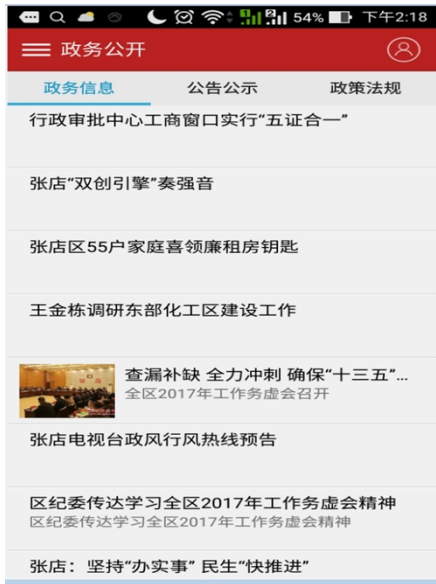 54% 下午2:18
政务公开
政务信息 公告公示 政策法规
行政审批中心工商窗口实行“五证合一”
张店“双创引擎”奏强音
张店区55户家庭喜领廉租房钥匙
王金栋调研东部化工区建设工作
查漏补缺 全力冲刺 确保“十三五”...
全区2017年工作务虚会召开
张店电视台政风行风热线预告
区纪委传达学习全区2017年工作务虚会精神
区纪委传达学习全区2017年工作务虚会精神
张店：坚持“办实事” 民生“快推进”